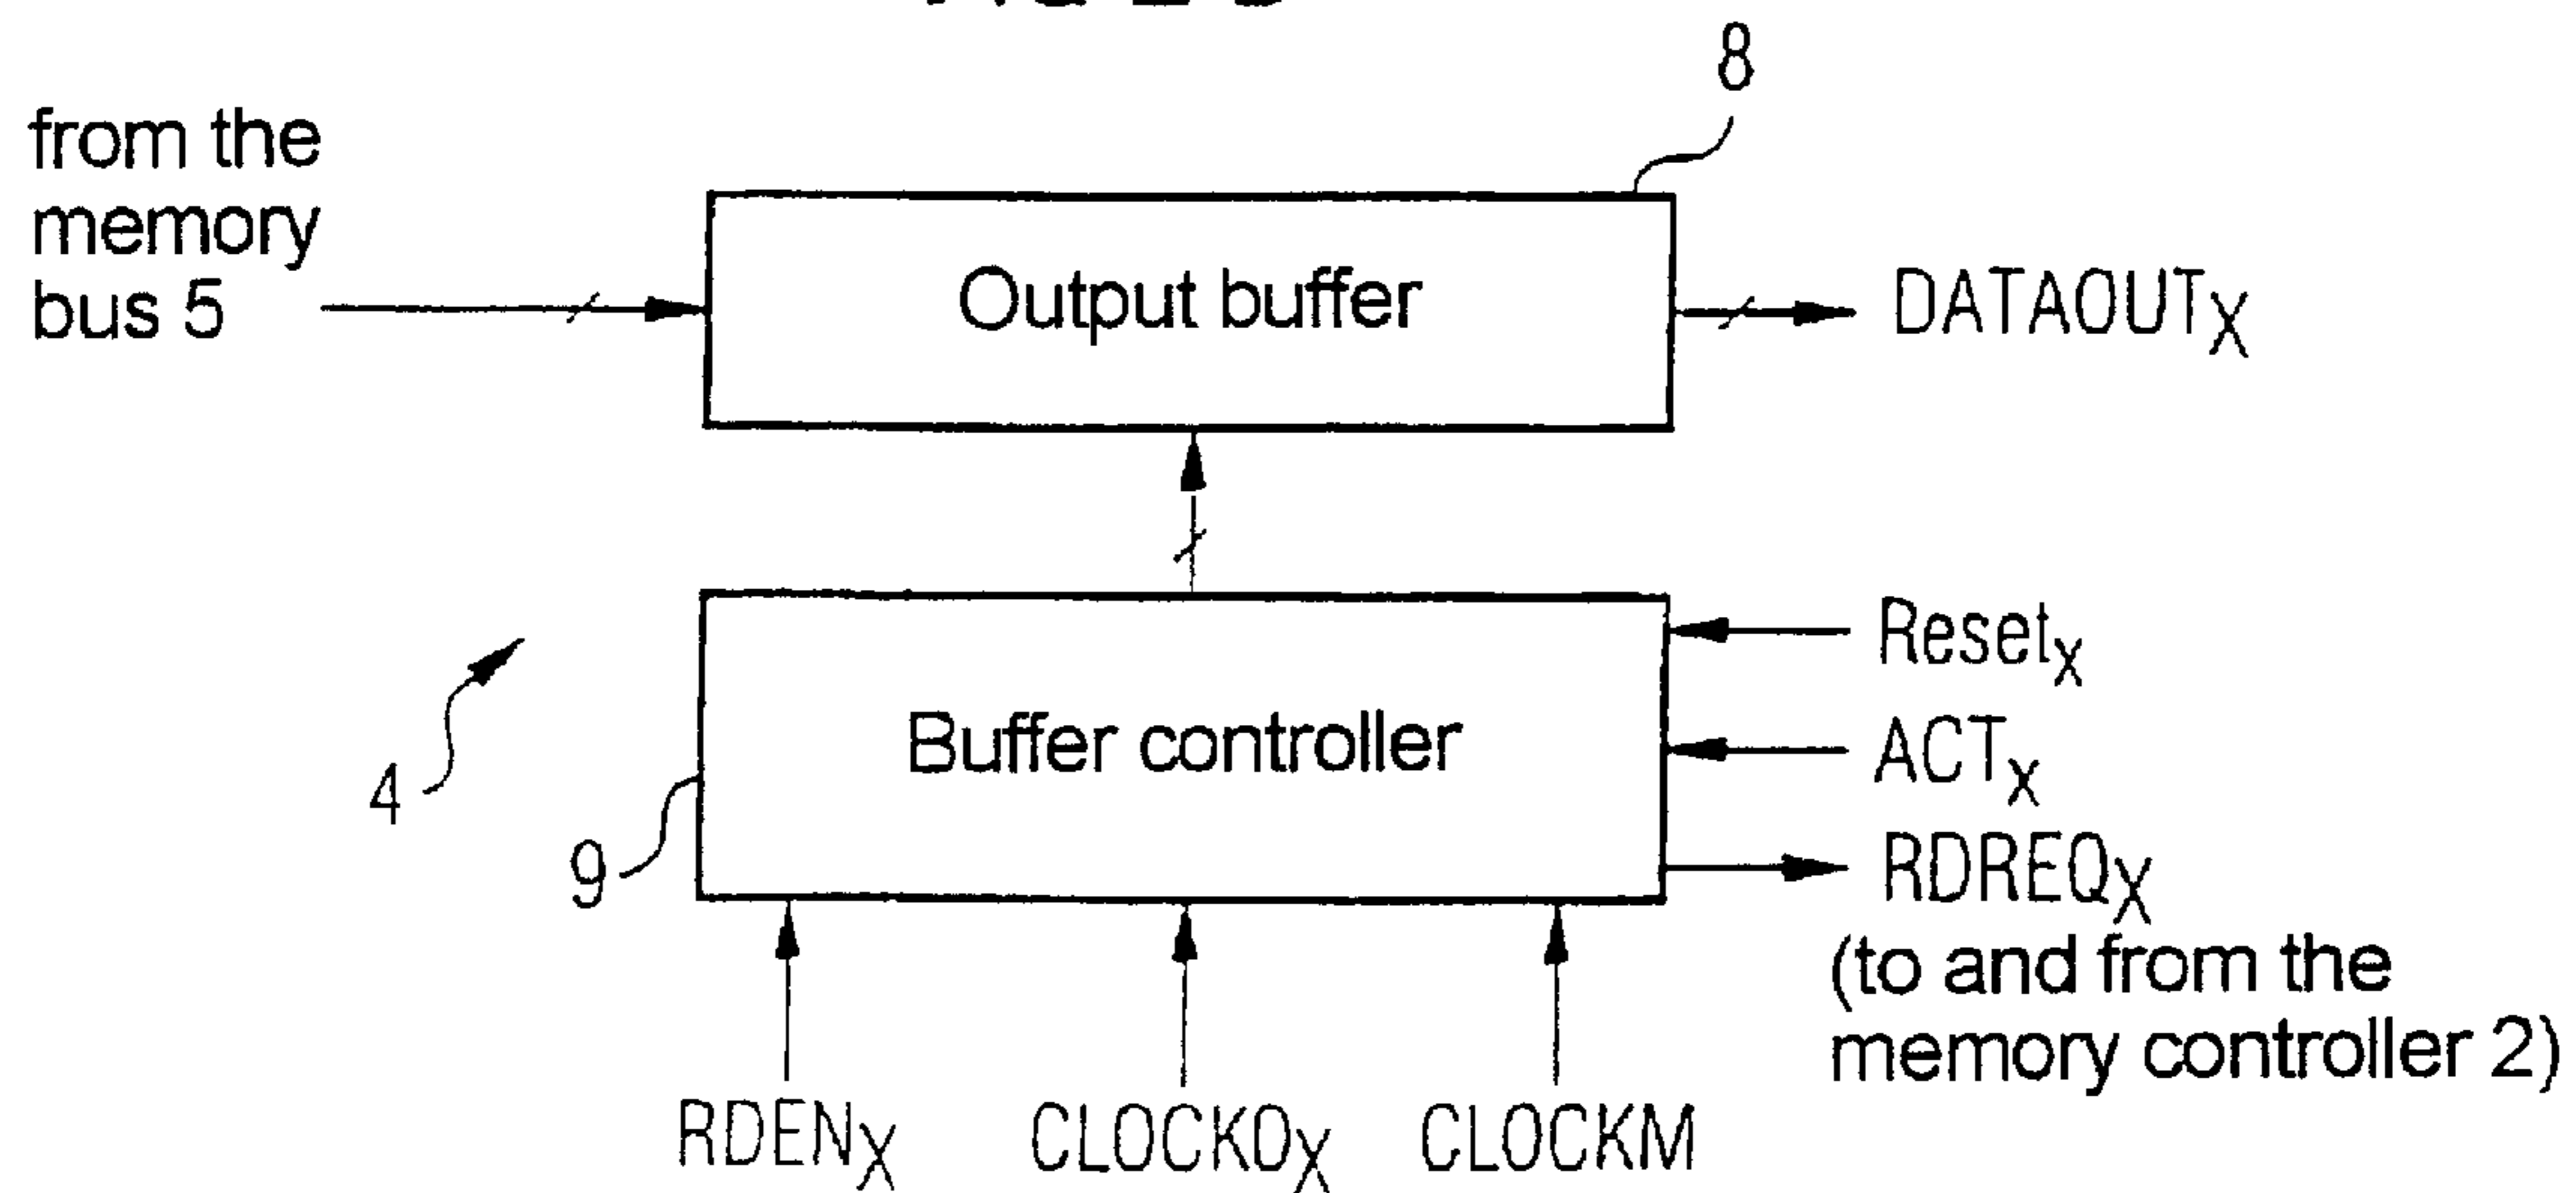 8
from the
memory
bus 5
Output buffer
DATAOUTX
Resetx
ACTx
Buffer controller
4
9
RDREQX
(to and from the
memory controller 2)
RDENX
CLOCKOX
CLOCKM